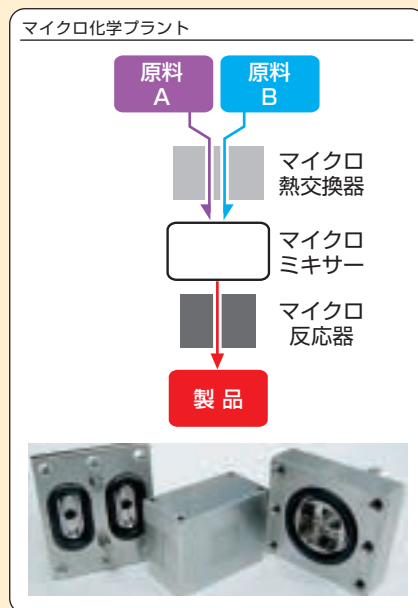 マイクロ化学プラント
原料
A
原料
B
マイクロ
熱交換器
マイクロ
ミキサー
マイクロ
反応器
製 品